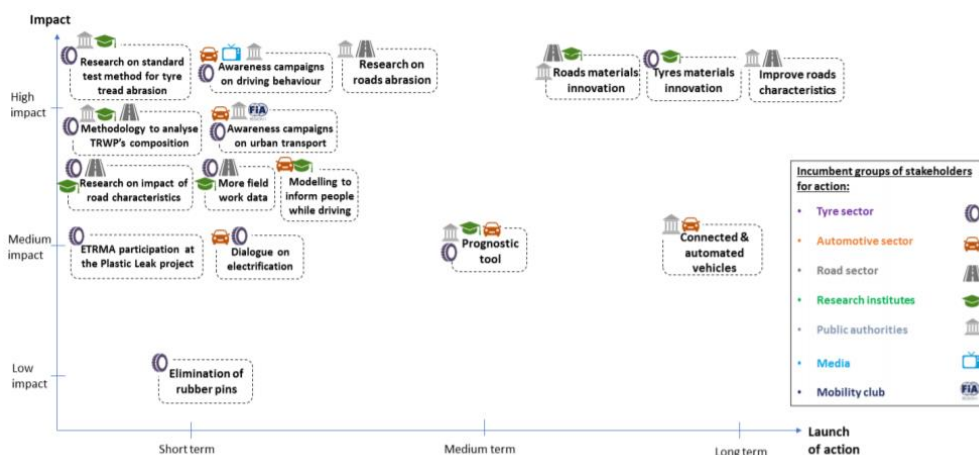 Impact
Research on standard
test method for tyre
tread abrasion
Awareness campaigns
on driving behaviour
Research on
roads abrasion
Roads materials
innovation
Tyres materials
innovation
Improve roads
characteristics
High
impact
Methodology to analyse
TRWP's composition
FiA
Awareness campaigns
on urban transport
Research on impact of
road characteristics
More field
work data
Modelling to
inform people
while driving
Medium
impact
ETRMA participation at
the Plastic Leak project
Dialogue on
electrification
Prognostic
tool
Connected &
automated
vehicles
Low
impact
Elimination of
rubber pins
Short term
Medium term
Long term
Launch
of action
Incumbent groups of stakeholders
for action:
• Tyre sector
• Automotive sector
• Road sector
• Research institutes
• Public authorities
• Media
• Mobility club
FiA